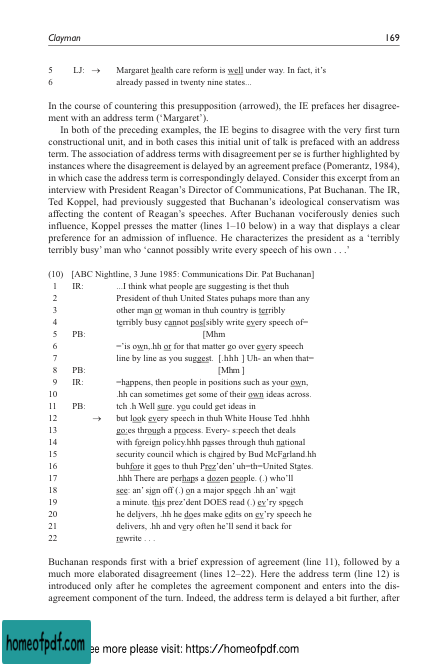 Clayman 169
5 LJ: → Margaret health care reform is well under way. In fact, it's
6 already passed in twenty nine states...
In the course of countering this presupposition (arrowed), the IE prefaces her disagree-
ment with an address term ('Margaret').
In both of the preceding examples, the IE begins to disagree with the very first turn
constructional unit, and in both cases this initial unit of talk is prefaced with an address
term. The association of address terms with disagreement per se is further highlighted by
instances where the disagreement is delayed by an agreement preface (Pomerantz, 1984),
in which case the address term is correspondingly delayed. Consider this excerpt from an
interview with President Reagan's Director of Communications, Pat Buchanan. The IR,
Ted Koppel, had previously suggested that Buchanan's ideological conservatism was
affecting the content of Reagan's speeches. After Buchanan vociferously denies such
influence, Koppel presses the matter (lines 1–10 below) in a way that displays a clear
preference for an admission of influence. He characterizes the president as a 'terribly
terribly busy' man who 'cannot possibly write every speech of his own . . .'
(10) [ABC Nightline, 3 June 1985: Communications Dir. Pat Buchanan]
1 IR: ...I think what people are suggesting is thet thuh
2 President of thuh United States puhaps more than any
3 other man or woman in thuh country is terribly
4 terribly busy cannot pos[sibly write every speech of=
5 PB: [Mhm
6 ='is own,.hh or for that matter go over every speech
7 line by line as you suggest. [.hhh ] Uh- an when that=
8 PB: [Mhm ]
9 IR: =happens, then people in positions such as your own,
10 .hh can sometimes get some of their own ideas across.
11 PB: tch .h Well sure. you could get ideas in
12 → but look every speech in thuh White House Ted .hhhh
13 go:es through a process. Every- s:peech thet deals
14 with foreign policy.hhh passes through thuh national
15 security council which is chaired by Bud McFarland.hh
16 buhfore it goes to thuh Prez'den' uh=th=United States.
17 .hhh There are perhaps a dozen people. (.) who'll
18 see: an' sign off (.) on a major speech .hh an' wait
19 a minute. this prez'dent DOES read (.) ev'ry speech
20 he delivers, .hh he does make edits on ev'ry speech he
21 delivers, .hh and very often he'll send it back for
22 rewrite . . .
Buchanan responds first with a brief expression of agreement (line 11), followed by a
much more elaborated disagreement (lines 12–22). Here the address term (line 12) is
introduced only after he completes the agreement component and enters into the dis-
agreement component of the turn. Indeed, the address term is delayed a bit further, after
homeofpdf.com
ee more please visit: https://homeofpdf.com